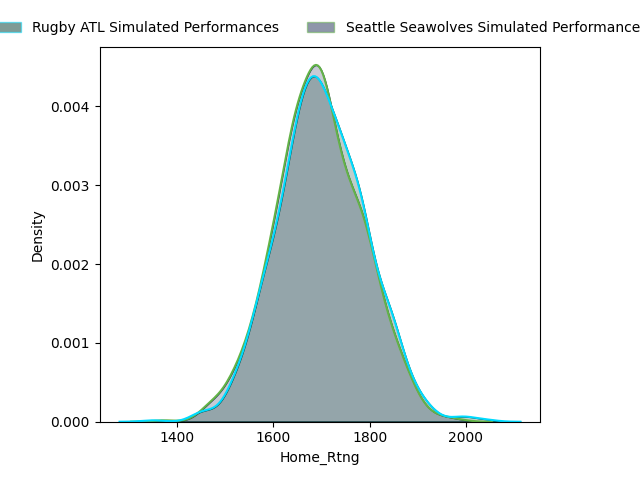 Rugby ATL Simulated Performances Seattle Seawolves Simulated Performance
0.004
0.003
0.002
0.001
0.000
Density
1400 1600 1800 2000
Home_Rtng